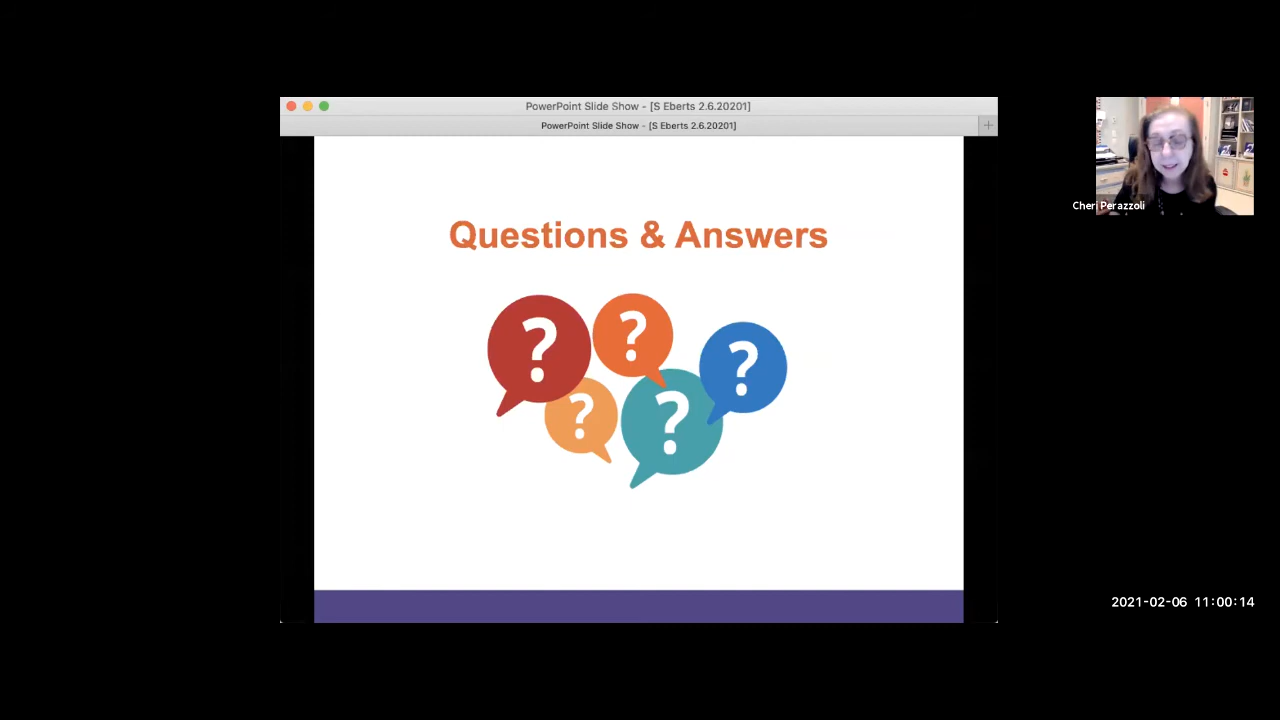 PowerPoint Slide Show - [S Eberts 2.6.20201]
PowerPoint Slide Show - [S Eberts 2.6.20201]
Questions & Answers
? ? ?
? ?
Cheri Perazzoli
2021-02-06 11:00:14